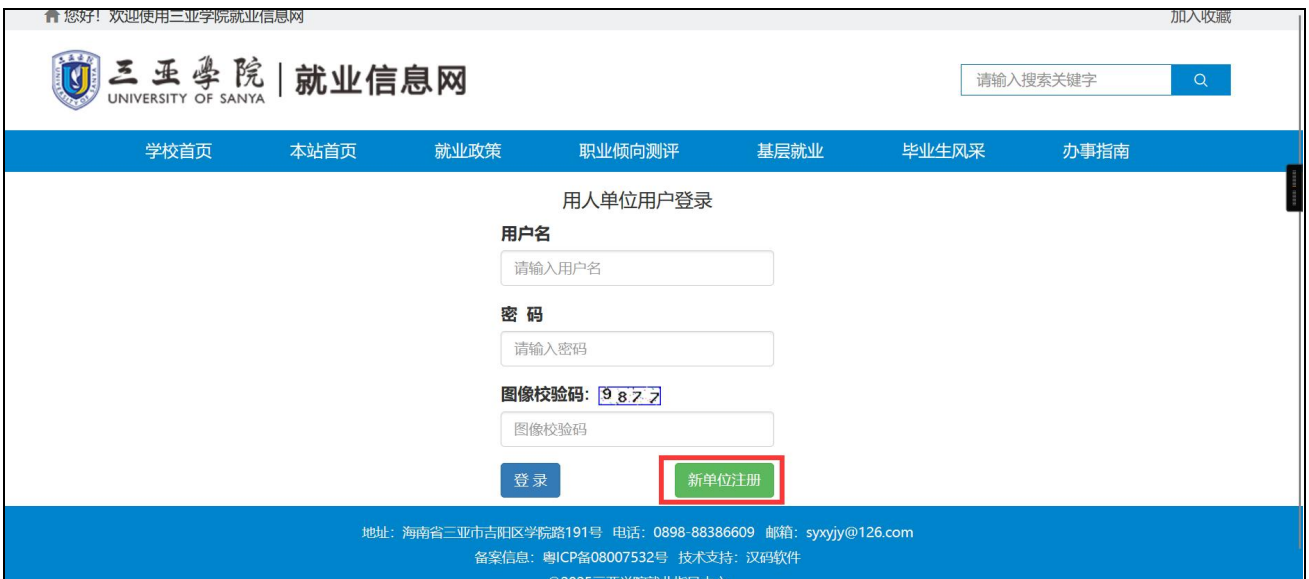 您好！欢迎使用三亚学院就业信息网 加入收藏
三亚學院 就业信息网
UNIVERSITY OF SANYA
请输入搜索关键字
学校首页 本站首页 就业政策 职业倾向测评 基层就业 毕业生风采 办事指南
用人单位用户登录
用户名
请输入用户名
密 码
请输入密码
图像校验码： 9877
图像校验码
登 录 新单位注册
地址：海南省三亚市吉阳区学院路191号 电话：0898-88386609 邮箱：syxyjy@126.com
备案信息：粤ICP备08007532号 技术支持：汉码软件